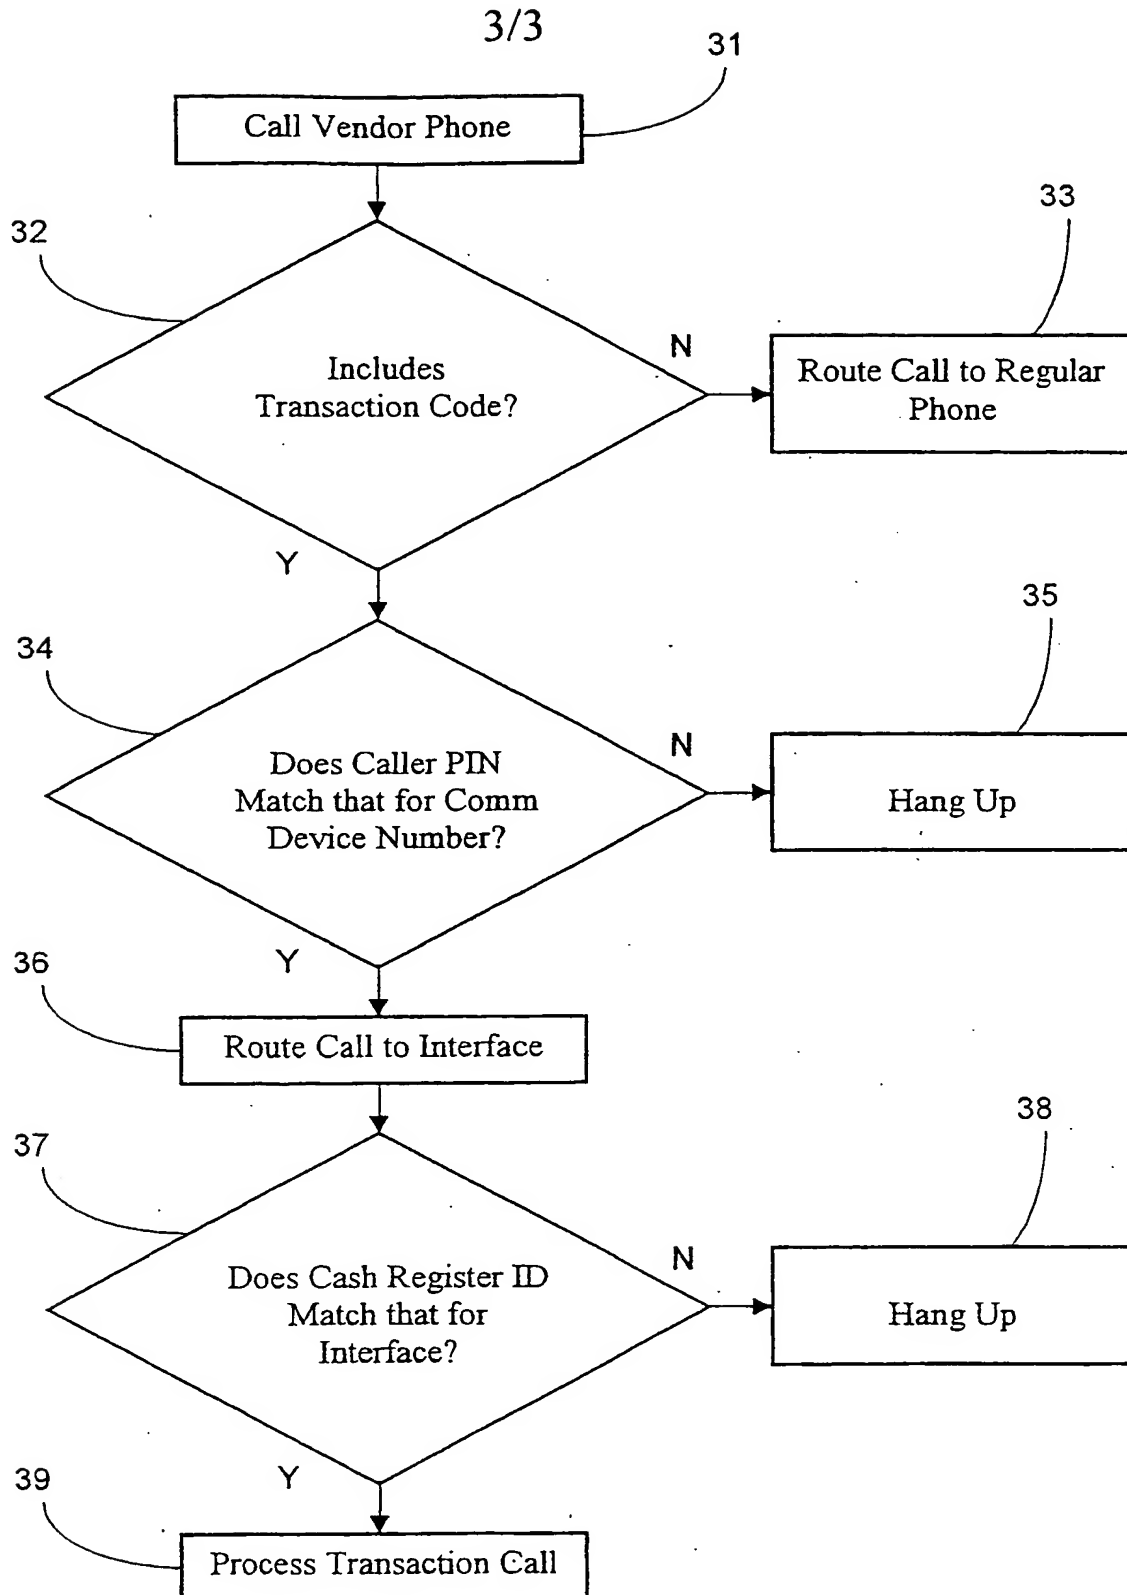 3/3
31
Call Vendor Phone
32
33
Includes
Transaction Code?
N
Route Call to Regular
Phone
Y
34
35
Does Caller PIN
Match that for Comm
Device Number?
N
Hang Up
Y
36
Route Call to Interface
37
38
Does Cash Register ID
Match that for
Interface?
N
Hang Up
Y
39
Process Transaction Call